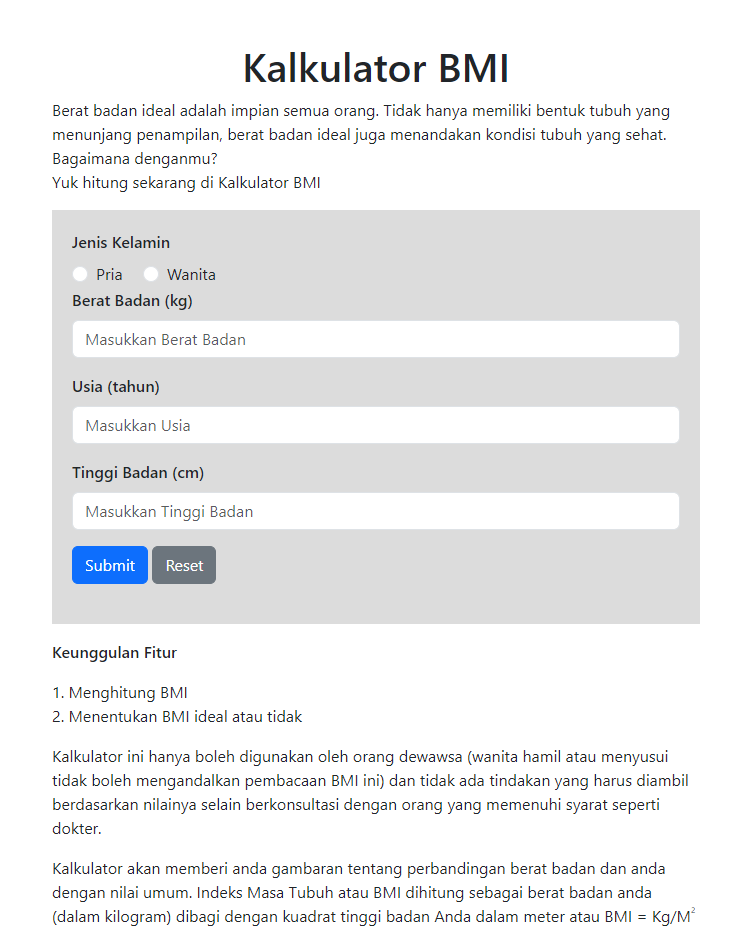 Kalkulator BMI
Berat badan ideal adalah impian semua orang. Tidak hanya memiliki bentuk tubuh yang
menunjang penampilan, berat badan ideal juga menandakan kondisi tubuh yang sehat.
Bagaimana denganmu?
Yuk hitung sekarang di Kalkulator BMI
Jenis Kelamin
Pria Wanita
Berat Badan (kg)
Masukkan Berat Badan
Usia (tahun)
Masukkan Usia
Tinggi Badan (cm)
Masukkan Tinggi Badan
Submit Reset
Keunggulan Fitur
1. Menghitung BMI
2. Menentukan BMI ideal atau tidak
Kalkulator ini hanya boleh digunakan oleh orang dewawsa (wanita hamil atau menyusui
tidak boleh mengandalkan pembacaan BMI ini) dan tidak ada tindakan yang harus diambil
berdasarkan nilainya selain berkonsultasi dengan orang yang memenuhi syarat seperti
dokter.
Kalkulator akan memberi anda gambaran tentang perbandingan berat badan dan anda
dengan nilai umum. Indeks Masa Tubuh atau BMI dihitung sebagai berat badan anda
(dalam kilogram) dibagi dengan kuadrat tinggi badan Anda dalam meter atau BMI = Kg/M²